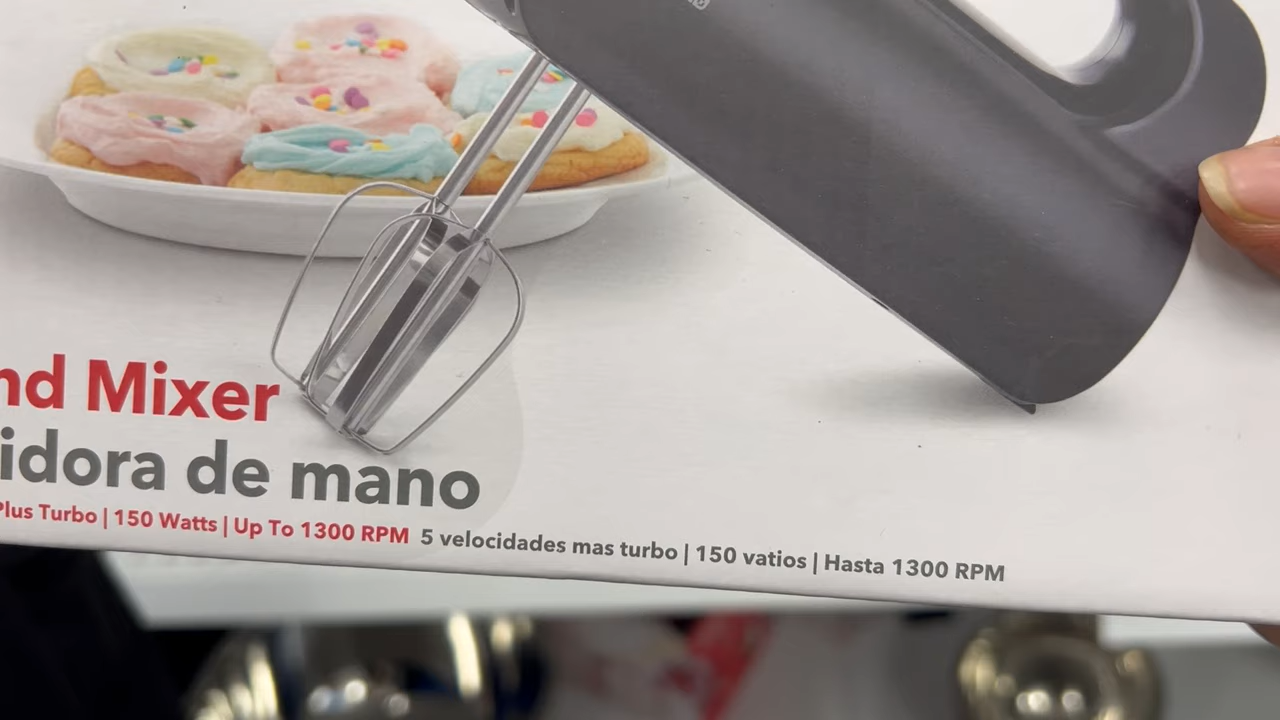 nd Mixer
idora de mano
Plus Turbo | 150 Watts | Up To 1300 RPM 5 velocidades mas turbo | 150 vatios | Hasta 1300 RPM